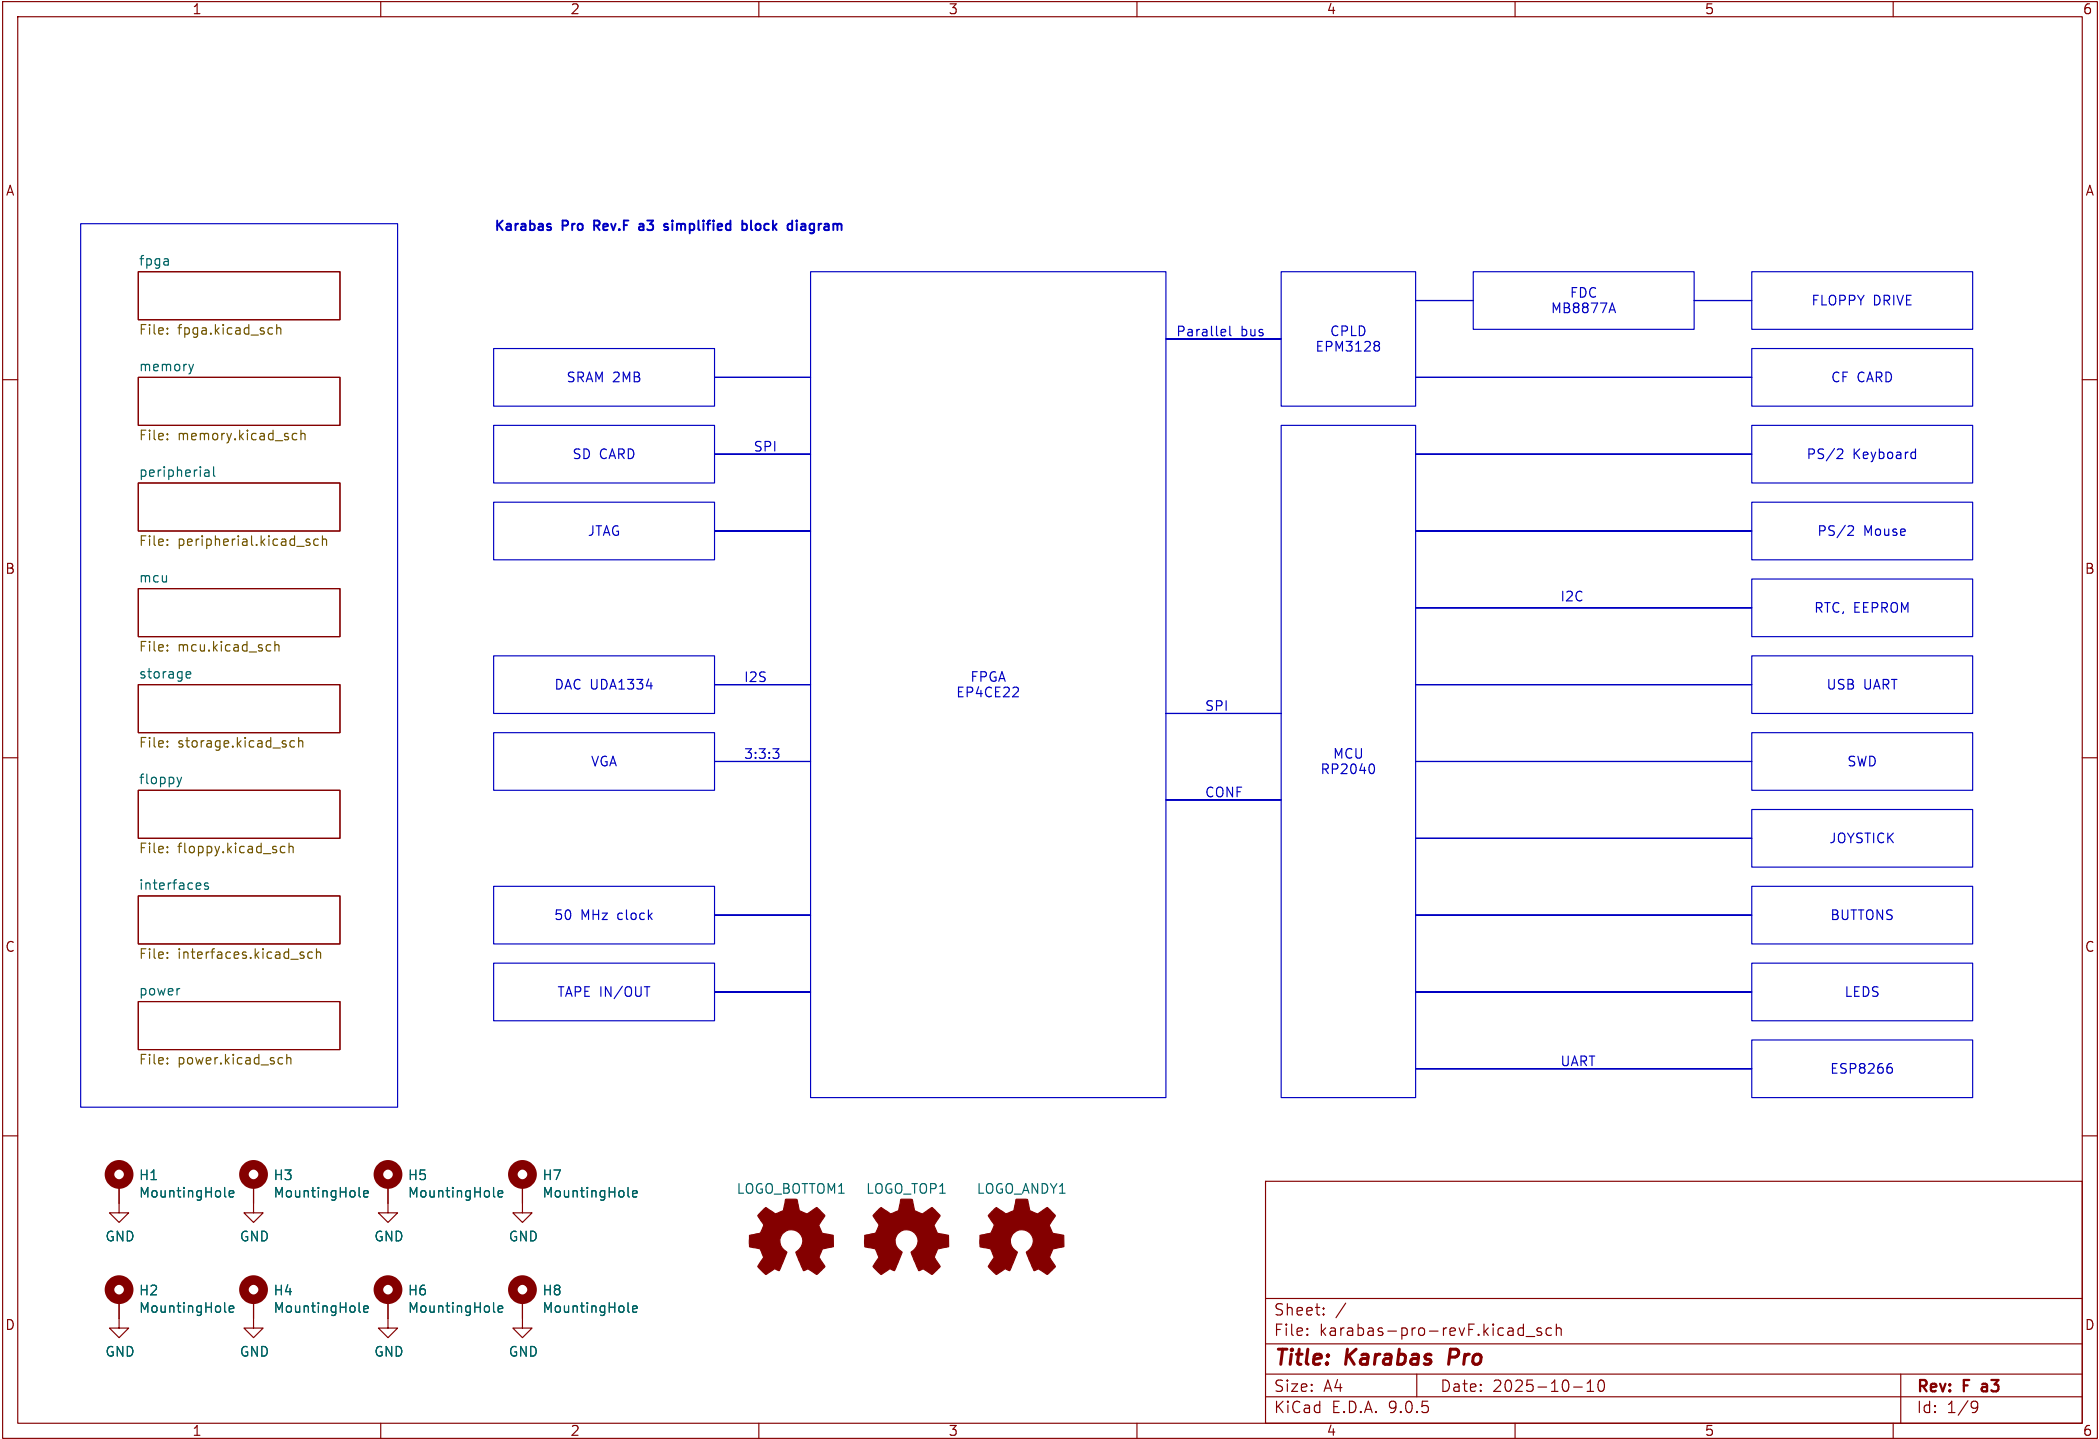 1 2 3 4 5 6
A A
B B
C C
D D
fpga
File: fpga.kicad_sch
memory
File: memory.kicad_sch
peripherial
File: peripherial.kicad_sch
mcu
File: mcu.kicad_sch
storage
File: storage.kicad_sch
floppy
File: floppy.kicad_sch
interfaces
File: interfaces.kicad_sch
power
File: power.kicad_sch
Karabas Pro Rev.F a3 simplified block diagram
SRAM 2MB
SD CARD
SPI
JTAG
DAC UDA1334
I2S
VGA
3:3:3
50 MHz clock
TAPE IN/OUT
FPGA
EP4CE22
Parallel bus
SPI
CONF
CPLD
EPM3128
MCU
RP2040
FDC
MB8877A
FLOPPY DRIVE
CF CARD
PS/2 Keyboard
PS/2 Mouse
I2C
RTC, EEPROM
USB UART
SWD
JOYSTICK
BUTTONS
LEDS
UART
ESP8266
H1
MountingHole
GND
H3
MountingHole
GND
H5
MountingHole
GND
H7
MountingHole
GND
H2
MountingHole
GND
H4
MountingHole
GND
H6
MountingHole
GND
H8
MountingHole
GND
LOGO_BOTTOM1
LOGO_TOP1
LOGO_ANDY1
Sheet: /
File: karabas-pro-revF.kicad_sch
Title: Karabas Pro
Size: A4
Date: 2025-10-10
Rev: F a3
KiCad E.D.A. 9.0.5
Id: 1/9
1 2 3 4 5 6